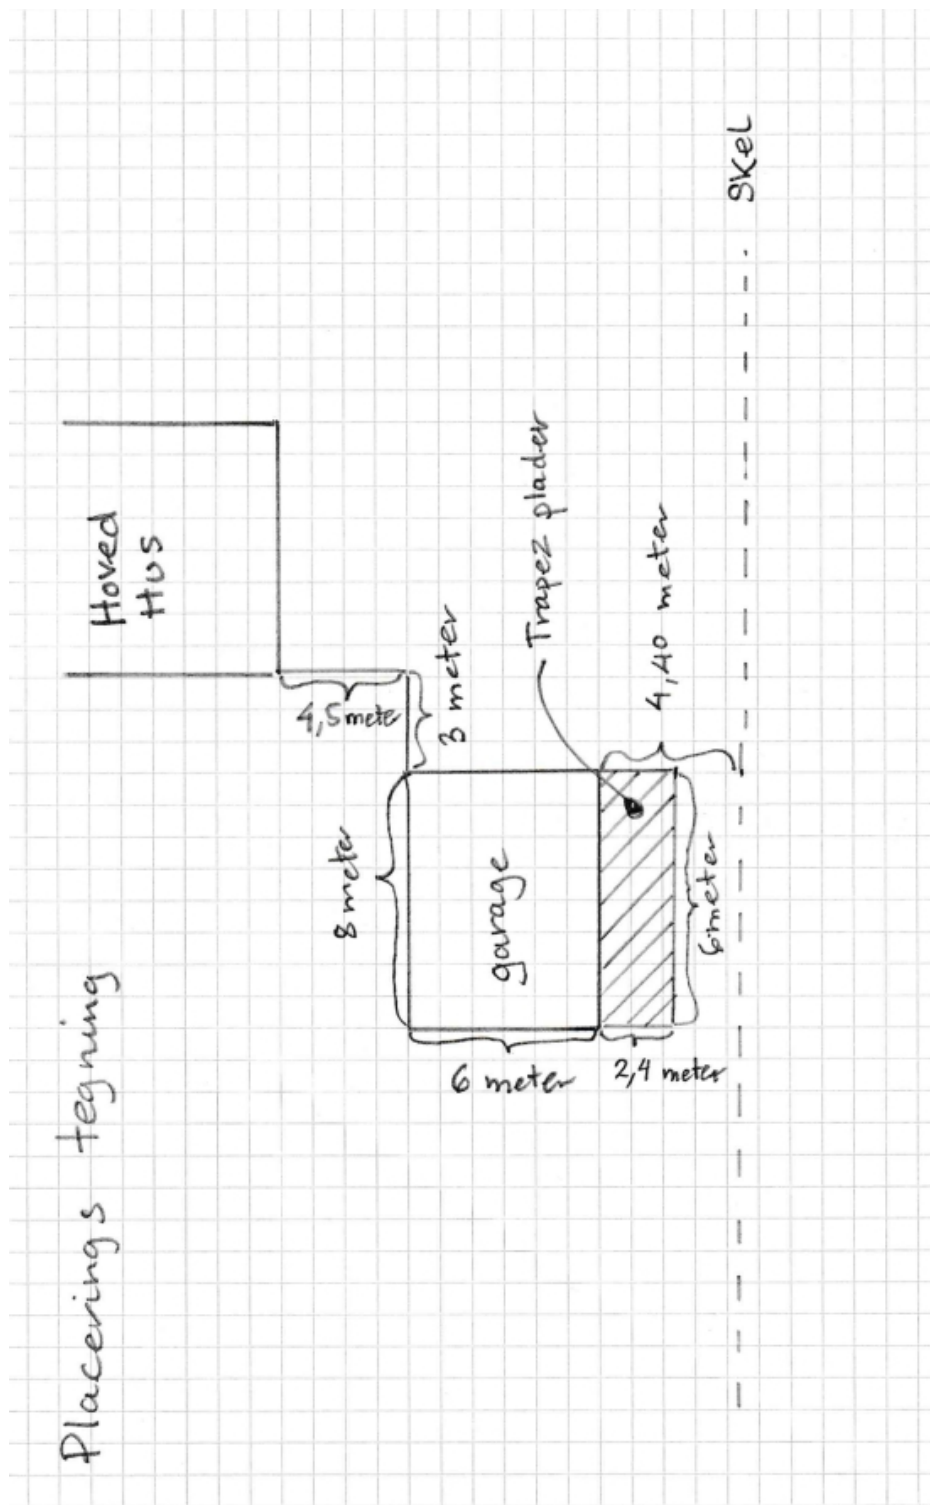 Placerings tegning
Hoved
Hus
4,5 meter
3 meter
8 meter
garage
6 meter
2,4 meter
6 meter
4,40 meter
Trapez plader
Skel